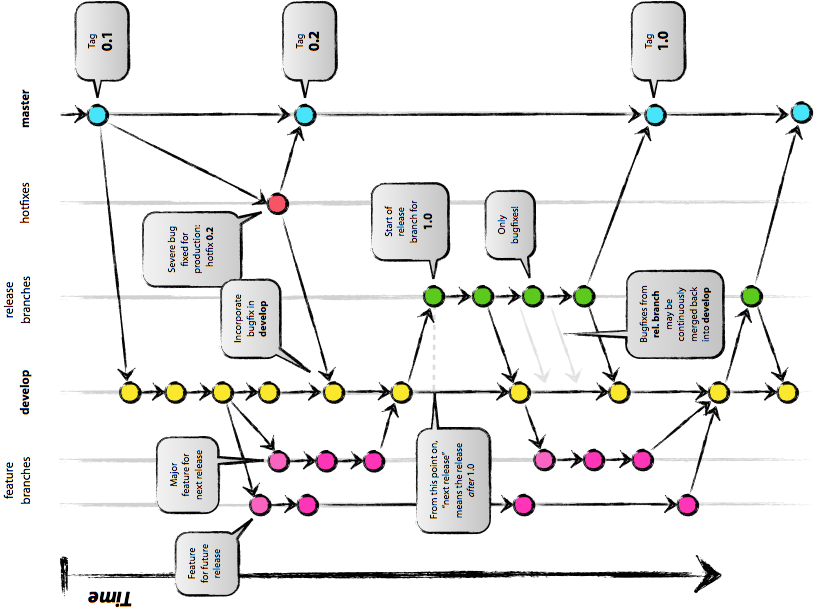 feature
branches
develop
release
branches
hotfixes
master
Time
Tag
0.1
Tag
0.2
Tag
1.0
Severe bug
fixed for
production:
hotfix 0.2
Incorporate
bugfix in
develop
Start of
release
branch for
1.0
Only
bugfixes!
Bugfixes from
rel. branch
may be
continuously
merged back
into develop
Major
feature for
next release
From this point on,
“next release”
means the release
after 1.0
Feature
for future
release